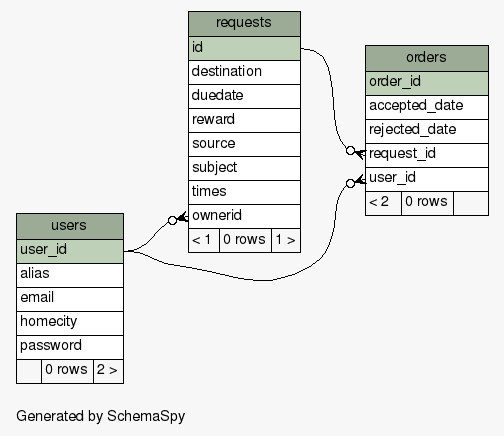 requests
id
destination
duedate
reward
source
subject
times
ownerid
< 1 0 rows 1 >
orders
order_id
accepted_date
rejected_date
request_id
user_id
< 2 0 rows
users
user_id
alias
email
homecity
password
0 rows 2 >
Generated by SchemaSpy